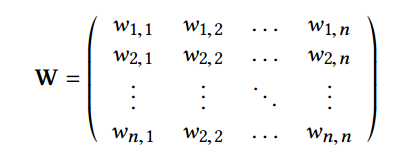 w1,1 w1,2 … w1,n
w2,1 w2,2 … w2,n
W =
⋮ ⋮ ⋱ ⋮
wn,1 w2,2 … wn,n